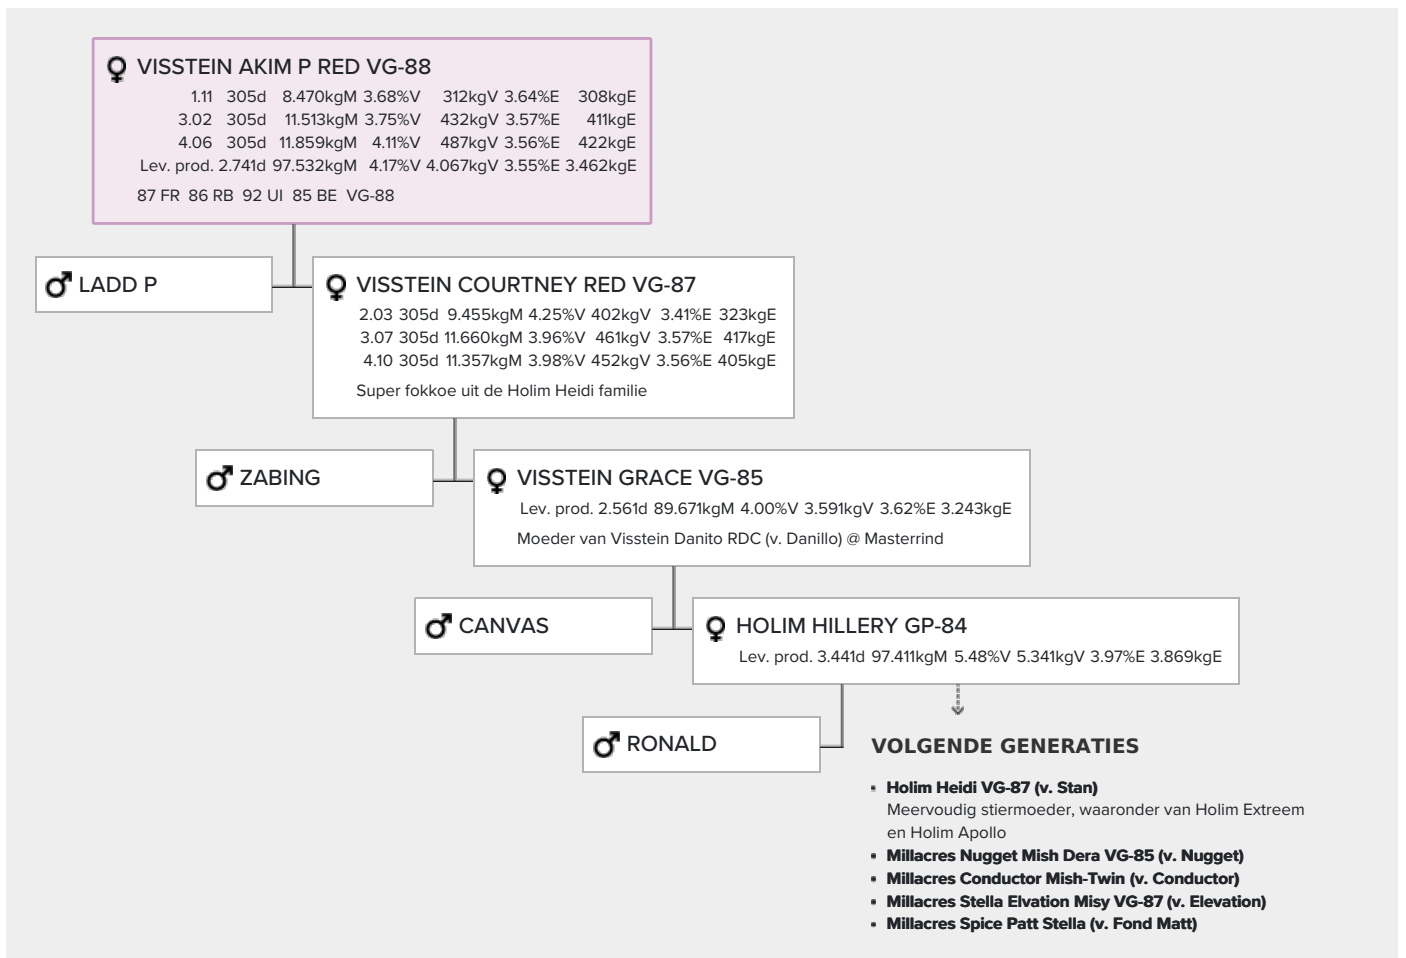 VISSTEIN AKIM P RED VG-88
1.11 305d 8.470kgM 3.68%V 312kgV 3.64%E 308kgE
3.02 305d 11.513kgM 3.75%V 432kgV 3.57%E 411kgE
4.06 305d 11.859kgM 4.11%V 487kgV 3.56%E 422kgE
Lev. prod. 2.741d 97.532kgM 4.17%V 4.067kgV 3.55%E 3.462kgE
87 FR 86 RB 92 UI 85 BE VG-88
LADD P
VISSTEIN COURTNEY RED VG-87
2.03 305d 9.455kgM 4.25%V 402kgV 3.41%E 323kgE
3.07 305d 11.660kgM 3.96%V 461kgV 3.57%E 417kgE
4.10 305d 11.357kgM 3.98%V 452kgV 3.56%E 405kgE
Super fokkoe uit de Holim Heidi familie
ZABING
VISSTEIN GRACE VG-85
Lev. prod. 2.561d 89.671kgM 4.00%V 3.591kgV 3.62%E 3.243kgE
Moeder van Visstein Danito RDC (v. Danillo) @ Masterrind
CANVAS
HOLIM HILLERY GP-84
Lev. prod. 3.441d 97.411kgM 5.48%V 5.341kgV 3.97%E 3.869kgE
RONALD
VOLGENDE GENERATIES
Holim Heidi VG-87 (v. Stan)
Meervoudig stiermoeder, waaronder van Holim Extreem
en Holim Apollo
Millacres Nugget Mish Dera VG-85 (v. Nugget)
Millacres Conductor Mish-Twin (v. Conductor)
Millacres Stella Elvation Misy VG-87 (v. Elevation)
Millacres Spice Patt Stella (v. Fond Matt)